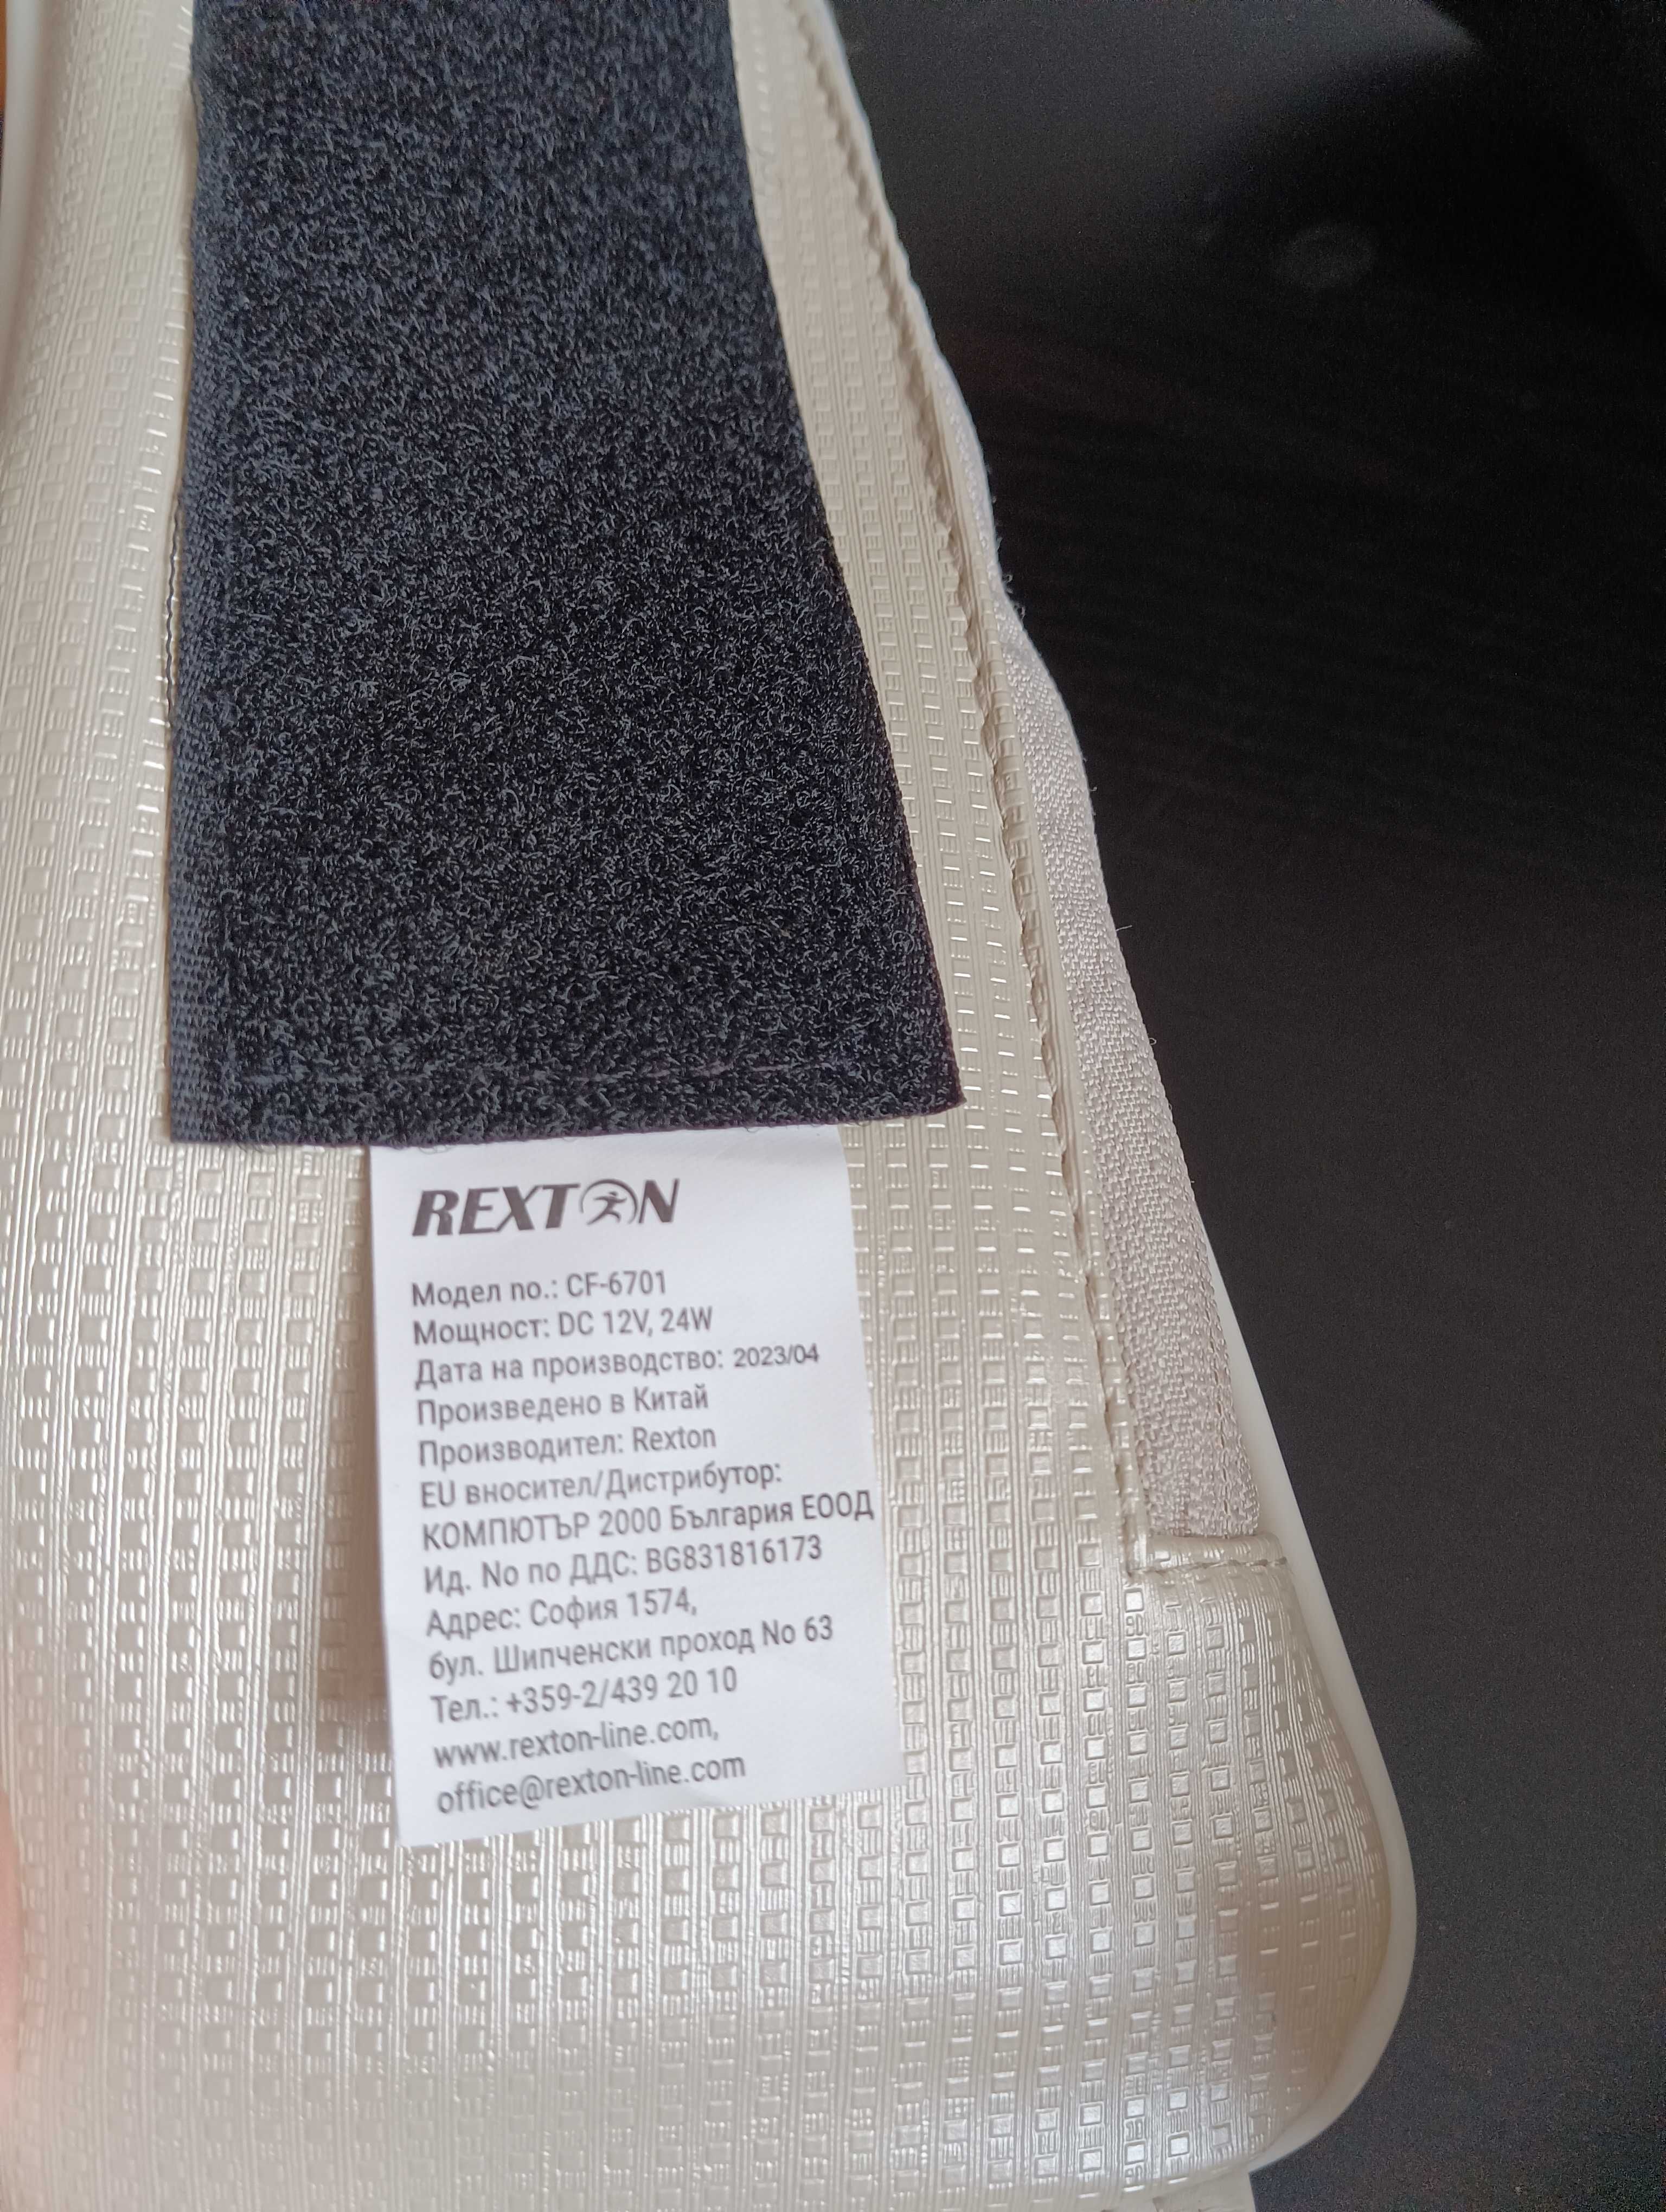 REXTON
Модел no.: CF-6701
Мощност: DC 12V, 24W
Дата на производство: 2023/04
Произведено в Китай
Производител: Rexton
EU вносител/Дистрибутор:
КОМПЮТЪР 2000 България ЕООД
Ид. No по ДДС: BG831816173
Адрес: София 1574,
бул. Шипченски проход No 63
Тел.: +359-2/439 20 10
www.rexton-line.com,
office@rexton-line.com